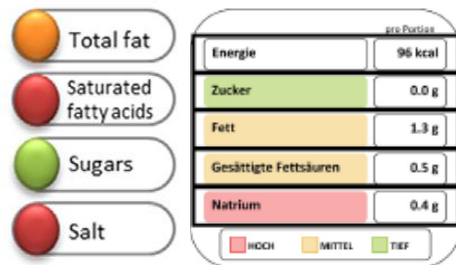 Total fat
Saturated
fatty acids
Sugars
Salt
pro Portion
Energie 96 kcal
Zucker 0.0 g
Fett 1.3 g
Gesättigte Fettsäuren 0.5 g
Natrium 0.4 g
HOCH MITTEL TIEF